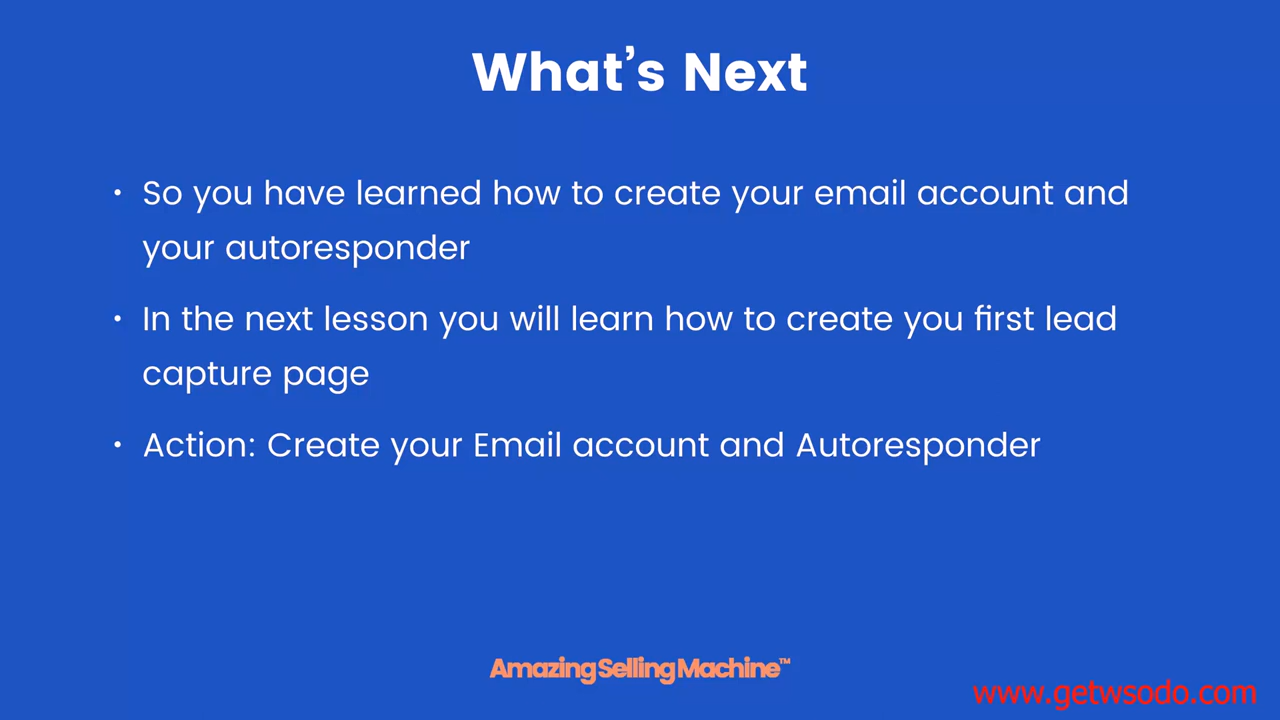 What's Next
• So you have learned how to create your email account and
your autoresponder
• In the next lesson you will learn how to create you first lead
capture page
• Action: Create your Email account and Autoresponder
AmazingSellingMachine™
www.getwsodo.com